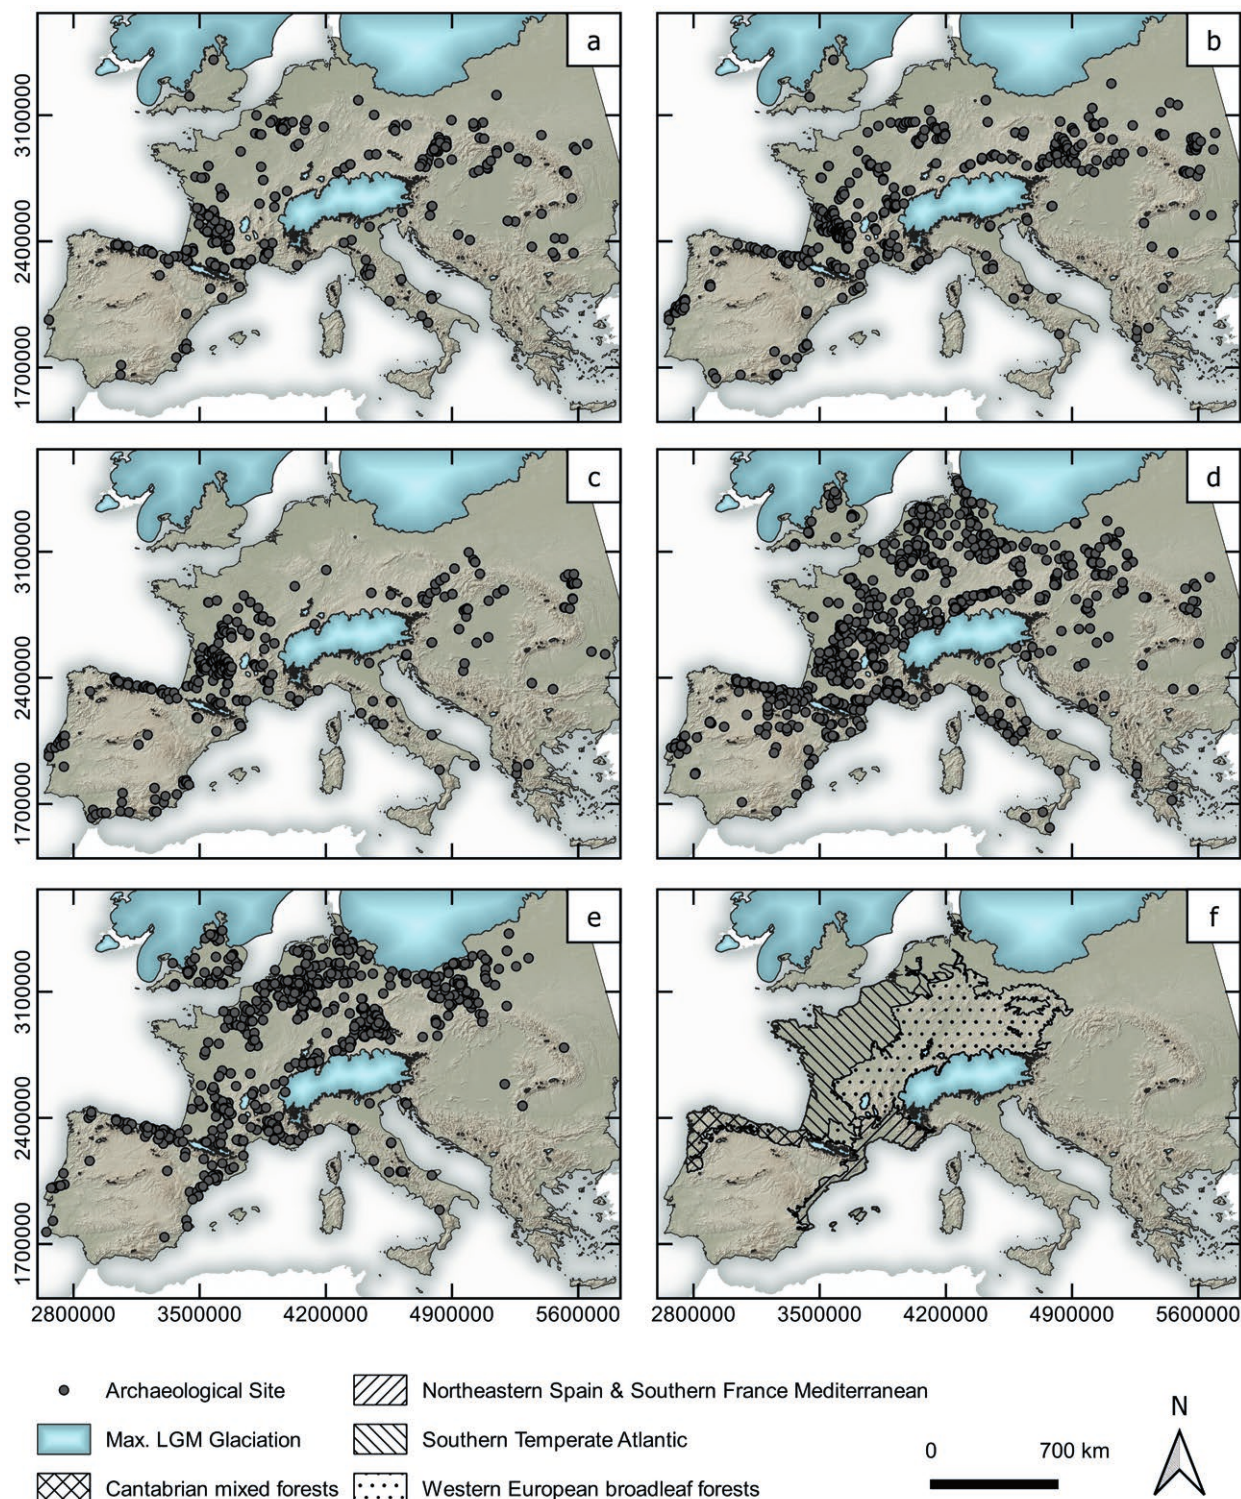 a
b
3100000
2400000
1700000
c
d
3100000
2400000
1700000
e
f
3100000
2400000
1700000
2800000 3500000 4200000 4900000 5600000 2800000 3500000 4200000 4900000 5600000
Archaeological Site
Northeastern Spain & Southern France Mediterranean
Max. LGM Glaciation
Southern Temperate Atlantic
Cantabrian mixed forests
Western European broadleaf forests
0 700 km
N